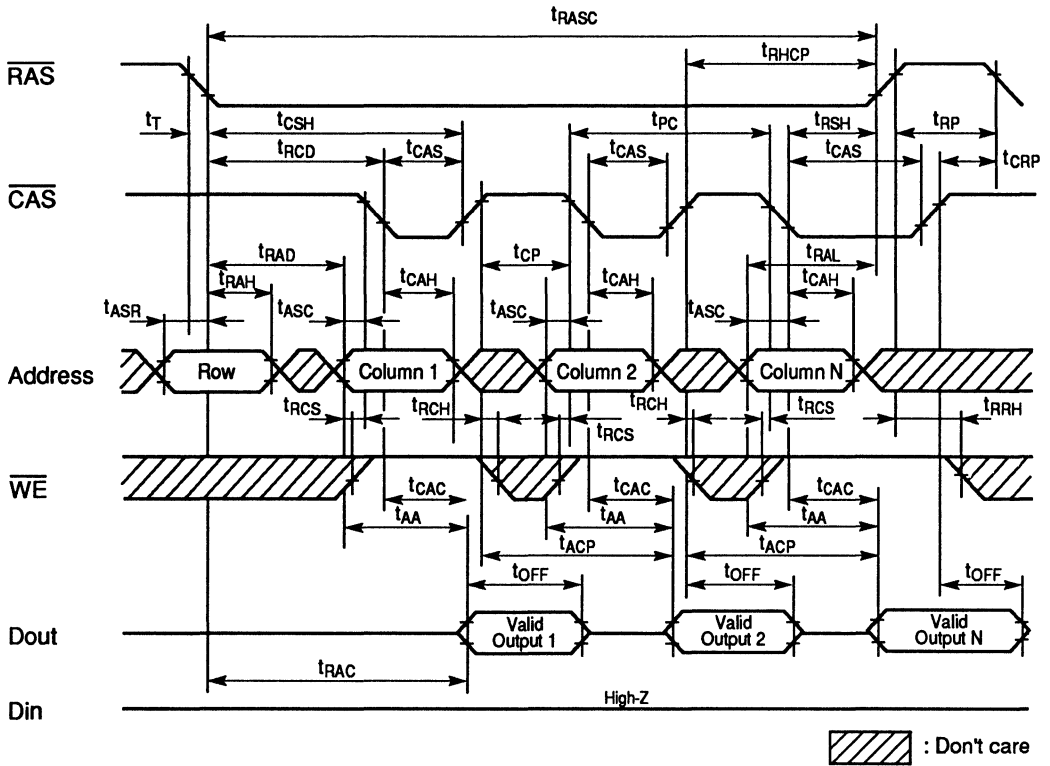 tRASC
tRHCP
RAS
tT
tCSH
tPC
tRSH
tRP
tRCD
tCAS
tCAS
tCAS
tCRP
CAS
tRAD
tCP
tRAL
tRAH
tCAH
tCAH
tCAH
tASR
tASC
tASC
tASC
Address
Row
Column 1
Column 2
Column N
tRCS
tRCH
tRCS
tRCH
tRCS
tRRH
WE
tCAC
tCAC
tCAC
tAA
tAA
tAA
tACP
tACP
tOFF
tOFF
tOFF
Dout
Valid
Output 1
Valid
Output 2
Valid
Output N
tRAC
Din
High-Z
: Don't care